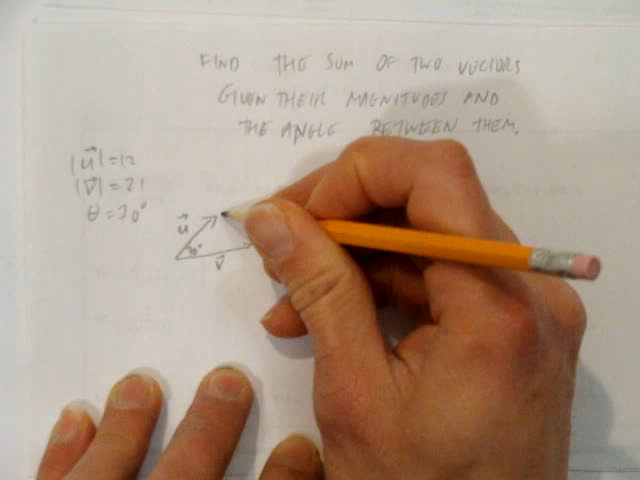 FIND THE SUM OF TWO VECTORS
GIVEN THEIR MAGNITUDES AND
THE ANGLE BETWEEN THEM.
|u⃗|=12
|v⃗|=21
θ=70°
u⃗
70°
v⃗